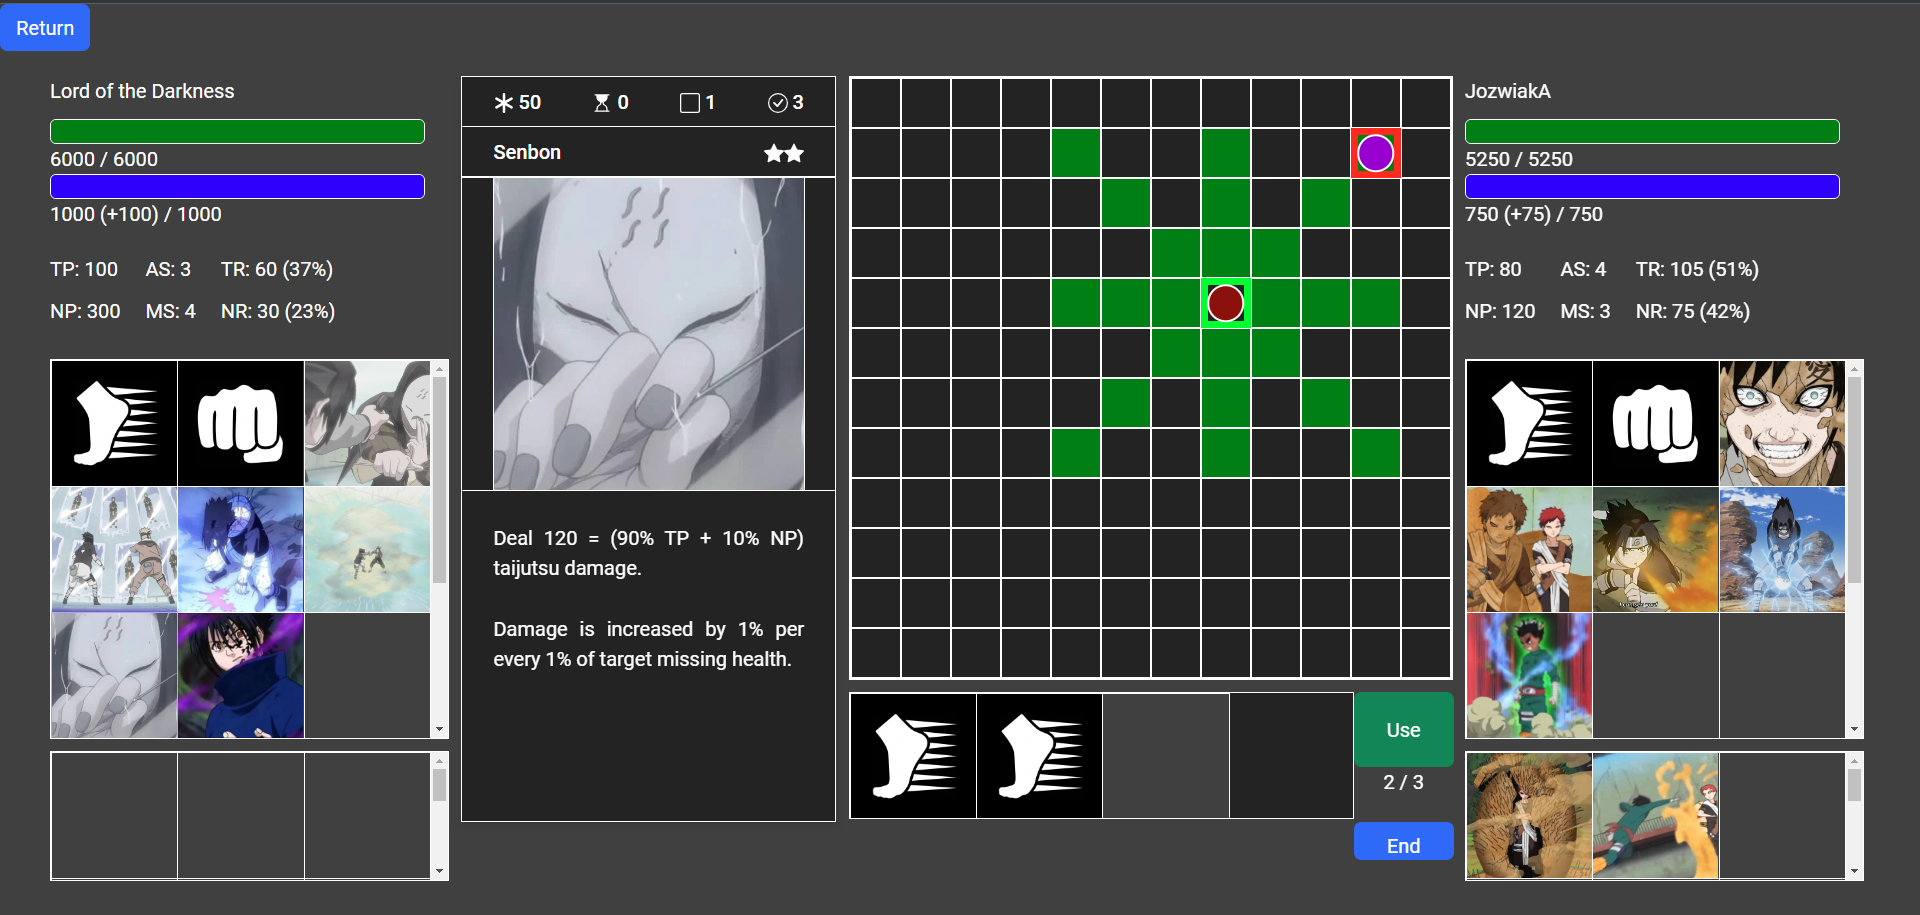 Return
Lord of the Darkness
6000 / 6000
1000 (+100) / 1000
TP: 100 AS: 3 TR: 60 (37%)
NP: 300 MS: 4 NR: 30 (23%)
50 0 1 3
Senbon
Deal 120 = (90% TP + 10% NP)
taijutsu damage.
Damage is increased by 1% per
every 1% of target missing health.
Use
2 / 3
End
JozwiakA
5250 / 5250
750 (+75) / 750
TP: 80 AS: 4 TR: 105 (51%)
NP: 120 MS: 3 NR: 75 (42%)